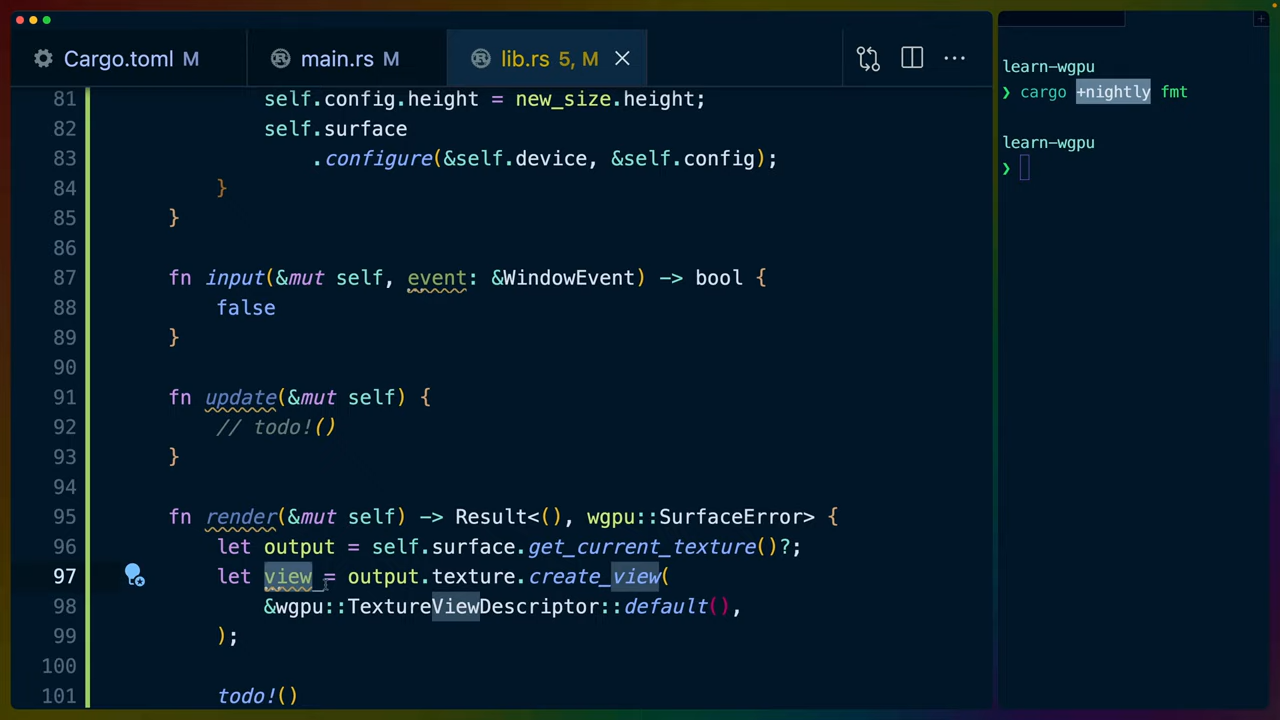 Cargo.toml M
main.rs M
lib.rs 5, M
81 self.config.height = new_size.height;
82 self.surface
83 .configure(&self.device, &self.config);
84 }
85 }
86
87 fn input(&mut self, event: &WindowEvent) -> bool {
88 false
89 }
90
91 fn update(&mut self) {
92 // todo!()
93 }
94
95 fn render(&mut self) -> Result<(), wgpu::SurfaceError> {
96 let output = self.surface.get_current_texture()?;
97 let view = output.texture.create_view(
98 &wgpu::TextureViewDescriptor::default(),
99 );
100
101 todo!()
learn-wgpu
❯ cargo +nightly fmt
learn-wgpu
❯